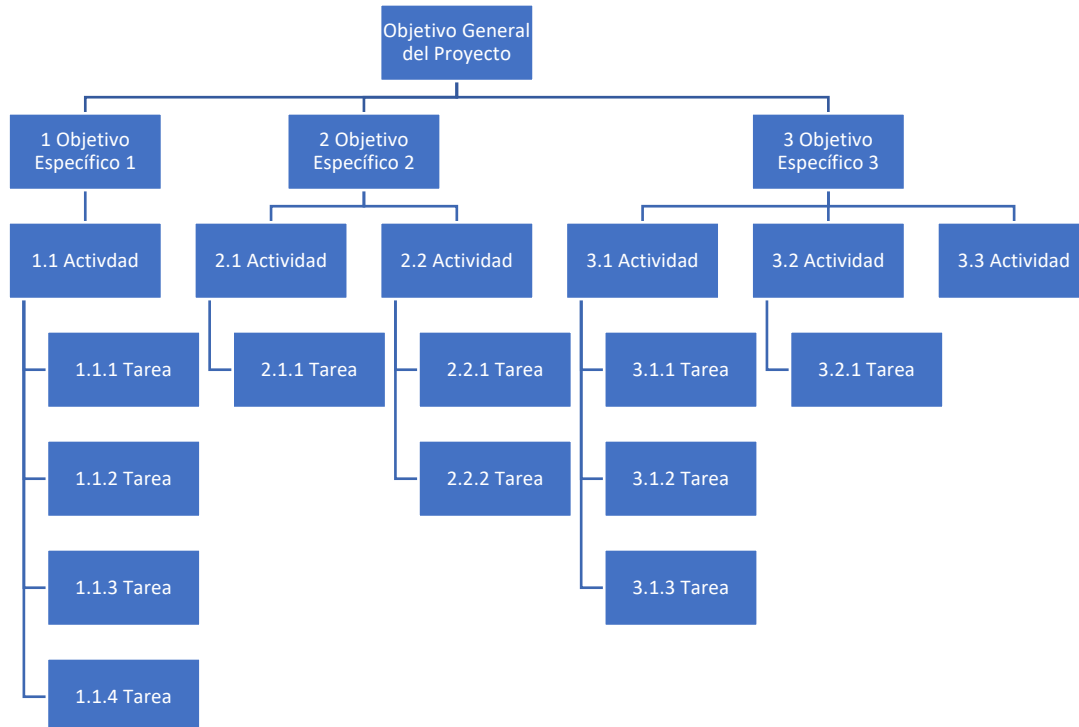 Objetivo General
del Proyecto
1 Objetivo
Específico 1
2 Objetivo
Específico 2
3 Objetivo
Específico 3
1.1 Activdad
2.1 Actividad
2.2 Actividad
3.1 Actividad
3.2 Actividad
3.3 Actividad
1.1.1 Tarea
2.1.1 Tarea
2.2.1 Tarea
3.1.1 Tarea
3.2.1 Tarea
1.1.2 Tarea
2.2.2 Tarea
3.1.2 Tarea
1.1.3 Tarea
3.1.3 Tarea
1.1.4 Tarea